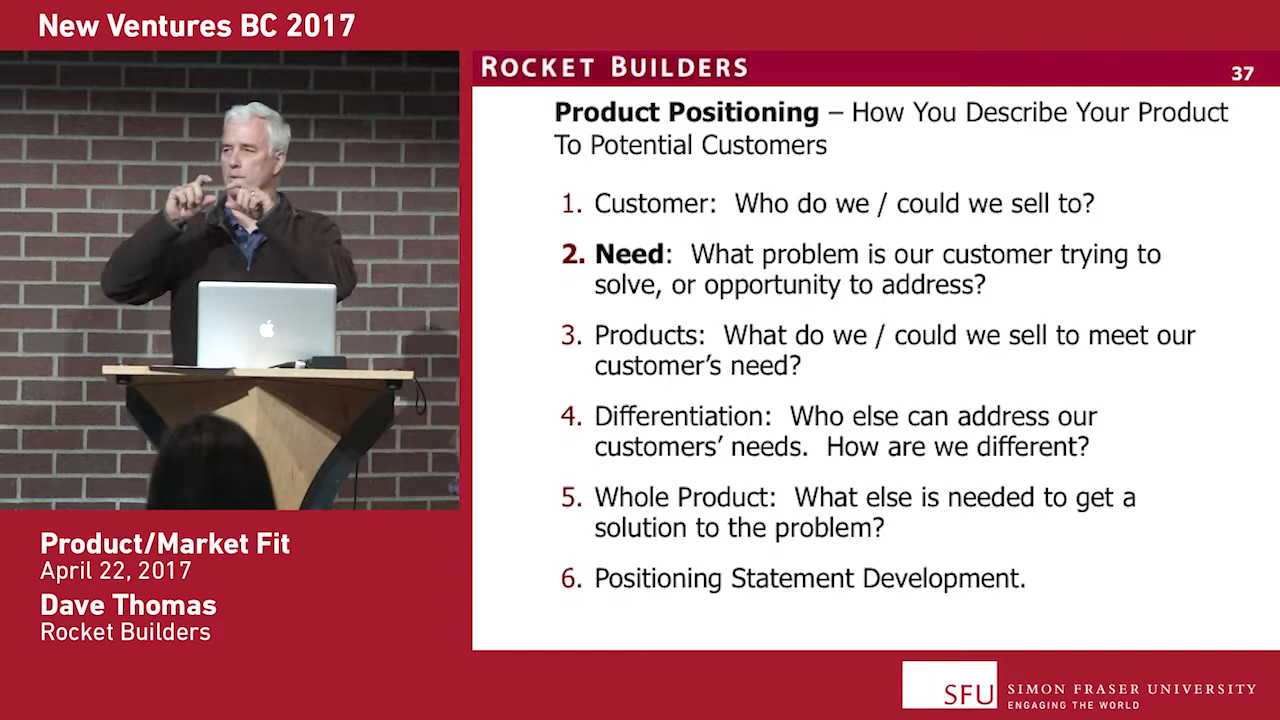 New Ventures BC 2017
ROCKET BUILDERS
37
Product Positioning – How You Describe Your Product
To Potential Customers
1. Customer: Who do we / could we sell to?
2. Need: What problem is our customer trying to
solve, or opportunity to address?
3. Products: What do we / could we sell to meet our
customer's need?
4. Differentiation: Who else can address our
customers' needs. How are we different?
5. Whole Product: What else is needed to get a
solution to the problem?
6. Positioning Statement Development.
Product/Market Fit
April 22, 2017
Dave Thomas
Rocket Builders
SFU
SIMON FRASER UNIVERSITY
ENGAGING THE WORLD